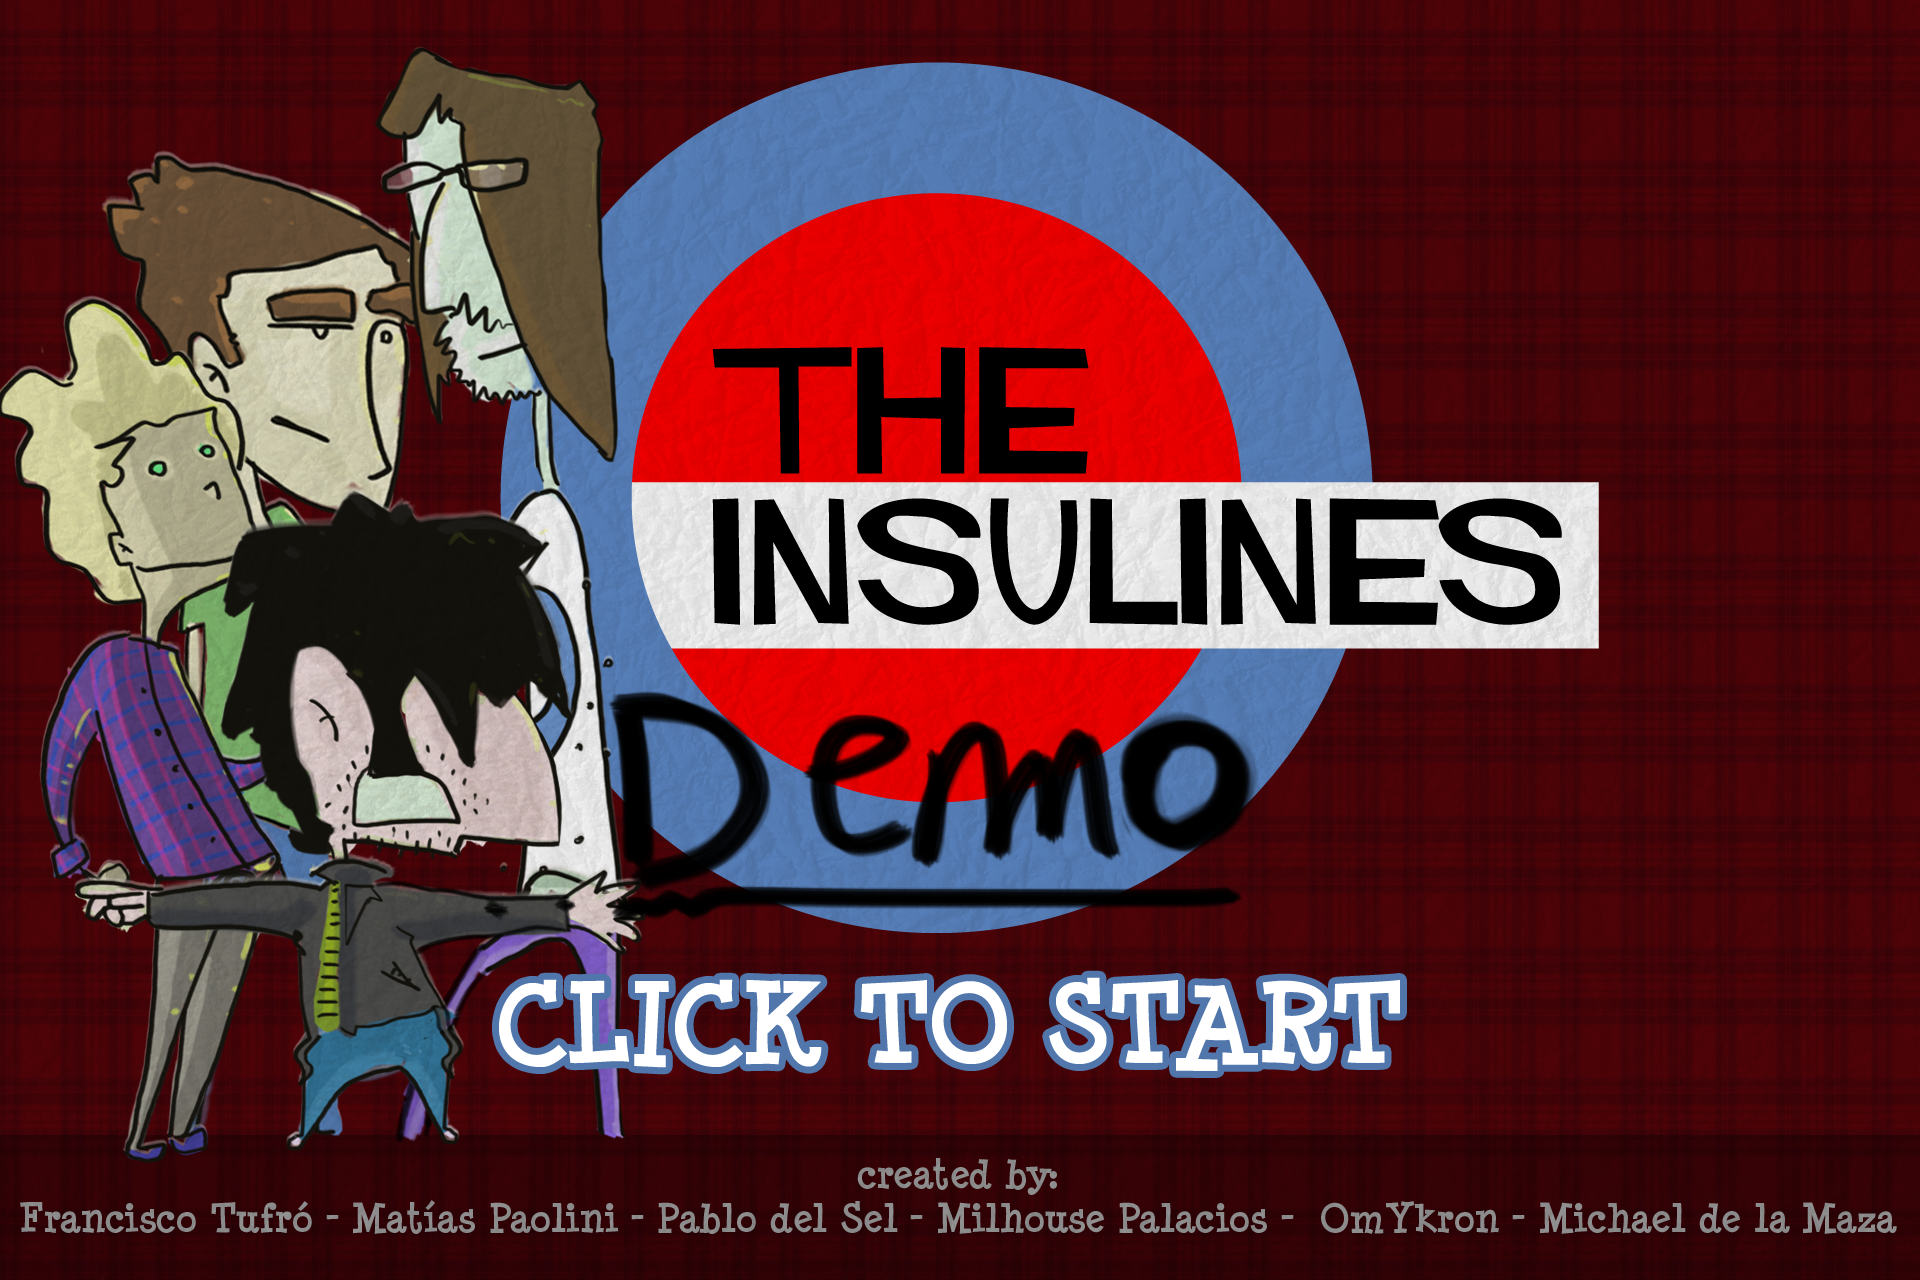 THE
INSULINES
Demo
CLICK TO START
created by:
Francisco Tufró - Matías Paolini - Pablo del Sel - Milhouse Palacios - OmYkron - Michael de la Maza